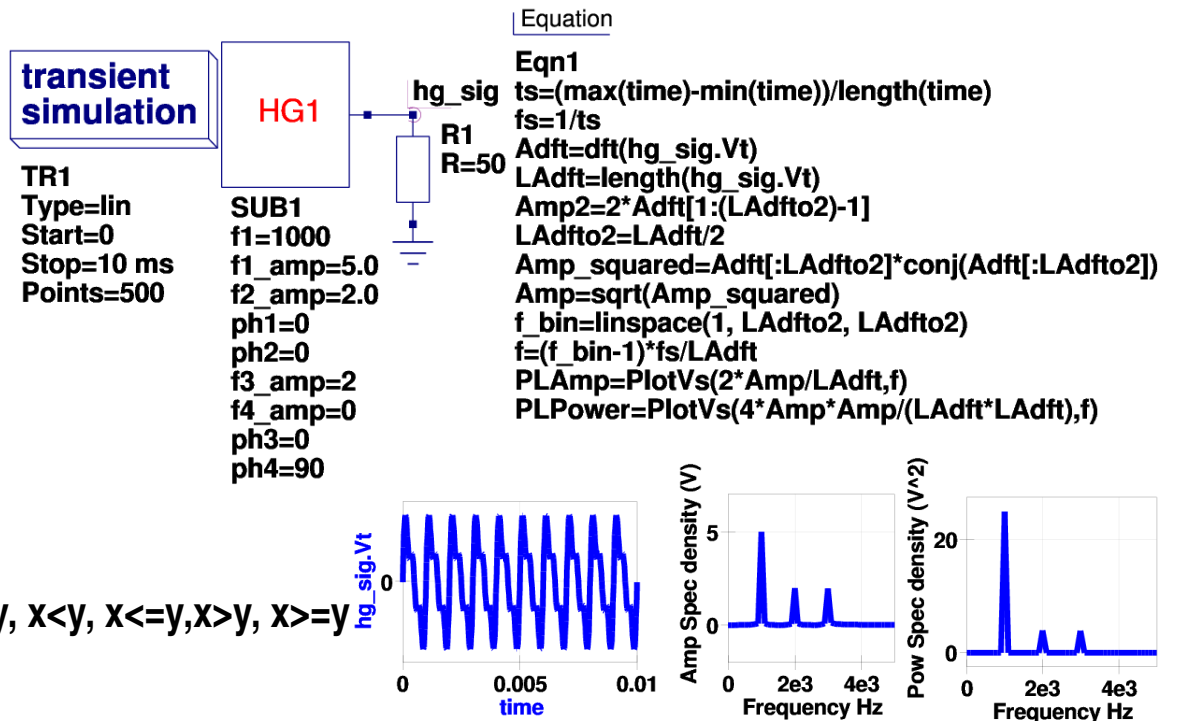 Equation
transient
simulation
HG1
hg_sig
R1
R=50
TR1
Type=lin
Start=0
Stop=10 ms
Points=500
SUB1
f1=1000
f1_amp=5.0
f2_amp=2.0
ph1=0
ph2=0
f3_amp=2
f4_amp=0
ph3=0
ph4=90
Eqn1
ts=(max(time)-min(time))/length(time)
fs=1/ts
Adft=dft(hg_sig.Vt)
LAdft=length(hg_sig.Vt)
Amp2=2*Adft[1:(LAdfto2)-1]
LAdfto2=LAdft/2
Amp_squared=Adft[:LAdfto2]*conj(Adft[:LAdfto2])
Amp=sqrt(Amp_squared)
f_bin=linspace(1, LAdfto2, LAdfto2)
f=(f_bin-1)*fs/LAdft
PLAmp=PlotVs(2*Amp/LAdft,f)
PLPower=PlotVs(4*Amp*Amp/(LAdft*LAdft),f)
y, x<y, x<=y,x>y, x>=y
hg_sig.Vt
0
0 0.005 0.01
time
Amp Spec density (V)
5
0
0 2e3 4e3
Frequency Hz
Pow Spec density (V^2)
20
0
0 2e3 4e3
Frequency Hz